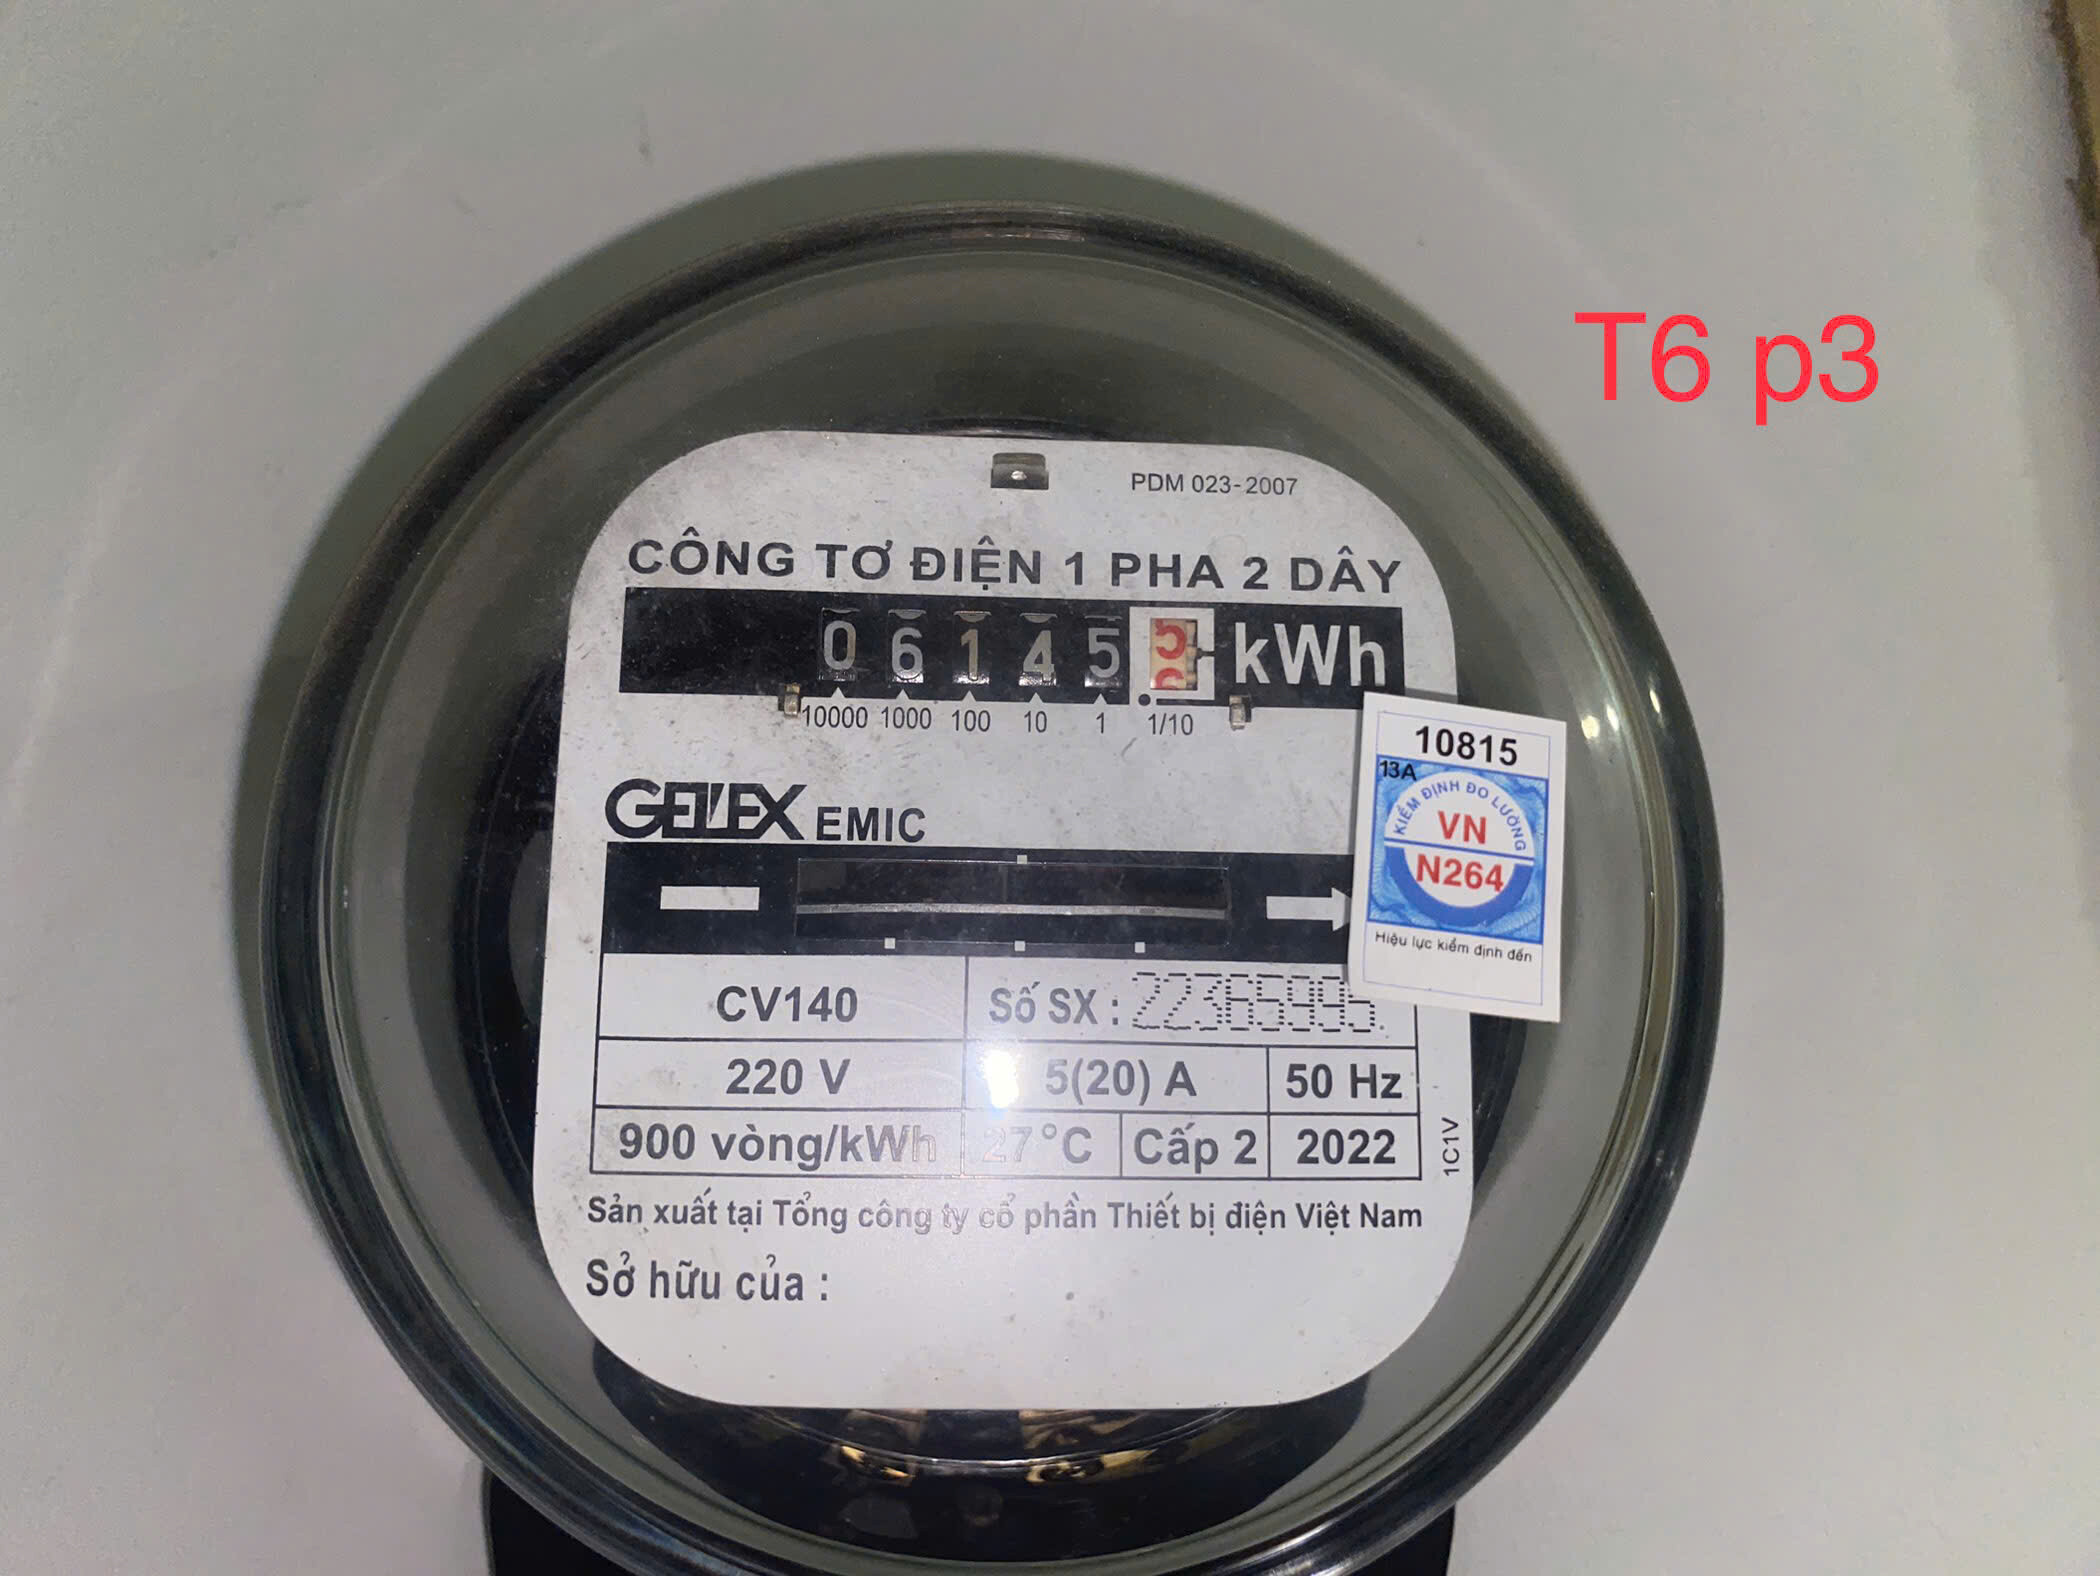 T6 p3
PDM 023-2007
CÔNG TƠ ĐIỆN 1 PHA 2 DÂY
0 6 1 4 5 5 kWh
10000 1000 100 10 1 1/10
GELEX EMIC
10815
13A
KIỂM ĐỊNH ĐO LƯỜNG
VN
N264
Hiệu lực kiểm định đến
CV140 Số SX : 22365995.
220 V 5(20) A 50 Hz
900 vòng/kWh 27°C Cấp 2 2022
1C1V
Sản xuất tại Tổng công ty cổ phần Thiết bị điện Việt Nam
Sở hữu của :